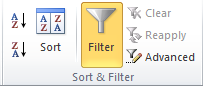 A
Z
Z
A
A Z
Z A
Sort
Filter
Clear
Reapply
Advanced
Sort & Filter